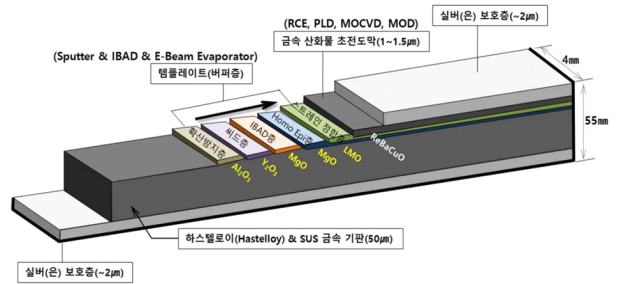 실버(은) 보호층(~2㎛)
(RCE, PLD, MOCVD, MOD)
금속 산화물 초전도막(1~1.5㎛)
4㎜
(Sputter & IBAD & E-Beam Evaporator)
템플레이트(버퍼층)
55㎜
확산방지층
씨드층
IBAD층
Homo Epi층
스트레인 정합
Al₂O₃
Y₂O₃
MgO
MgO
LMO
ReBaCuO
하스텔로이(Hastelloy) & SUS 금속 기판(50㎛)
실버(은) 보호층(~2㎛)